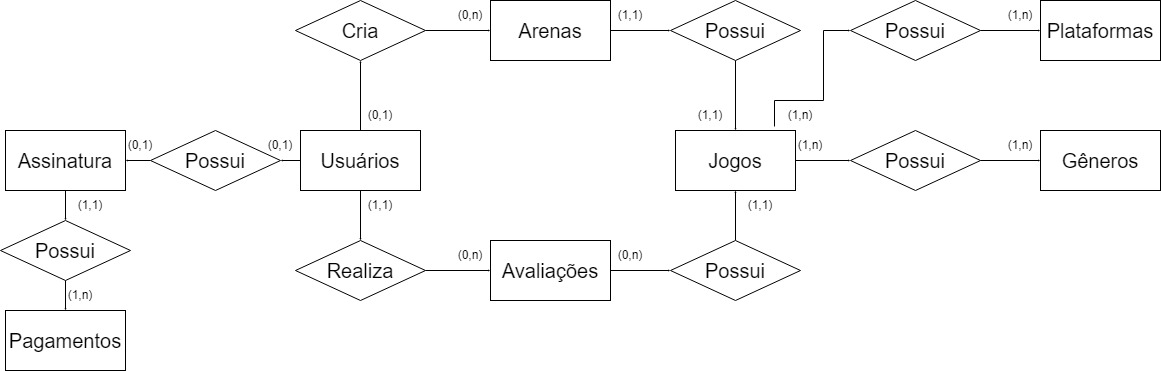 Cria
(0,n)
Arenas
(1,1)
Possui
Possui
(1,n)
Plataformas
(0,1)
(1,1)
(1,n)
Assinatura
(0,1)
Possui
(0,1)
Usuários
Jogos
(1,n)
Possui
(1,n)
Gêneros
(1,1)
(1,1)
(1,1)
Possui
Realiza
(0,n)
Avaliações
(0,n)
Possui
(1,n)
Pagamentos